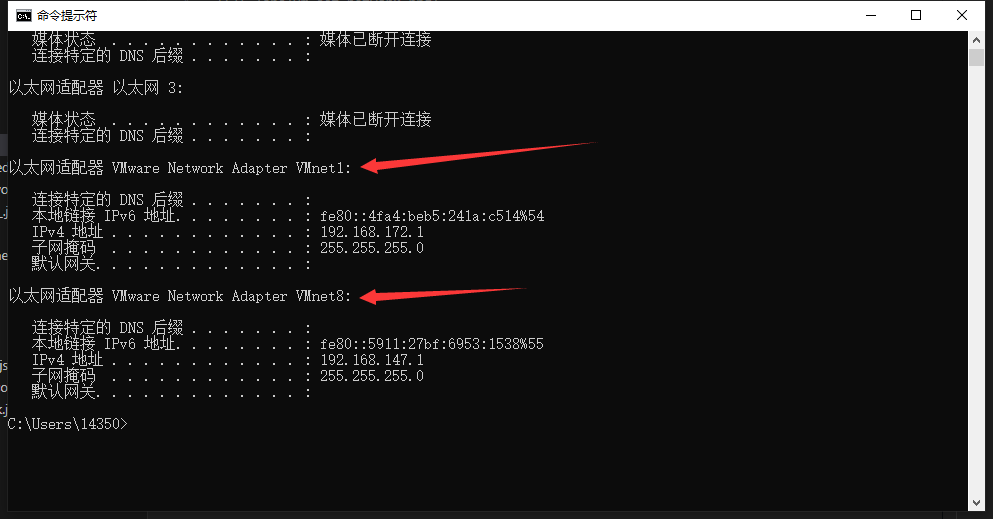 命令提示符
媒体状态 . . . . . . . . . . . . : 媒体已断开连接
连接特定的 DNS 后缀 . . . . . . . :
以太网适配器 以太网 3:
媒体状态 . . . . . . . . . . . . : 媒体已断开连接
连接特定的 DNS 后缀 . . . . . . . :
以太网适配器 VMware Network Adapter VMnet1:
连接特定的 DNS 后缀 . . . . . . . :
本地链接 IPv6 地址. . . . . . . . : fe80::4fa4:beb5:241a:c514%54
IPv4 地址 . . . . . . . . . . . . : 192.168.172.1
子网掩码 . . . . . . . . . . . . : 255.255.255.0
默认网关. . . . . . . . . . . . . :
以太网适配器 VMware Network Adapter VMnet8:
连接特定的 DNS 后缀 . . . . . . . :
本地链接 IPv6 地址. . . . . . . . : fe80::5911:27bf:6953:1538%55
IPv4 地址 . . . . . . . . . . . . : 192.168.147.1
子网掩码 . . . . . . . . . . . . : 255.255.255.0
默认网关. . . . . . . . . . . . . :
C:\Users\14350>